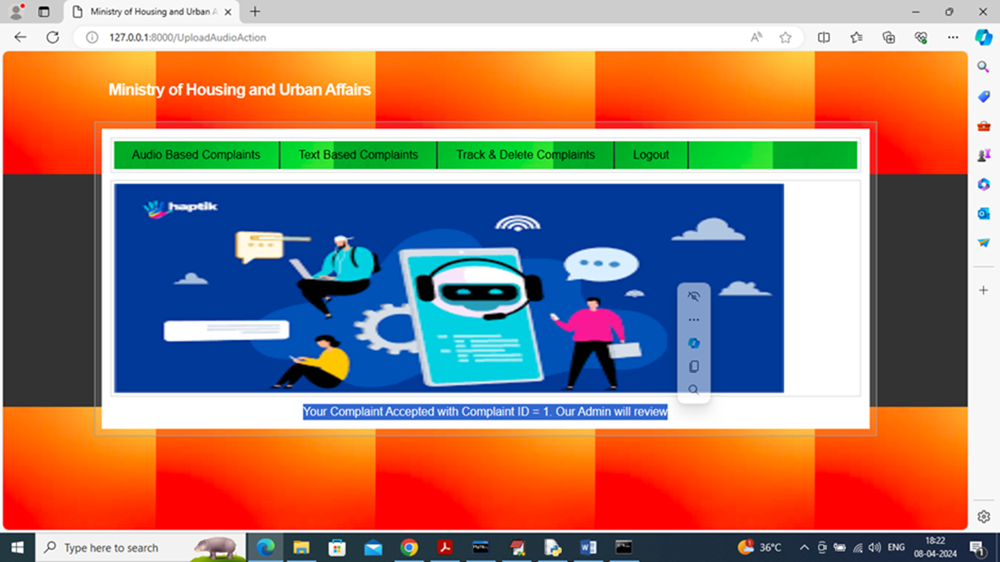 Ministry of Housing and Urban A
127.0.0.1:8000/UploadAudioAction
Ministry of Housing and Urban Affairs
Audio Based Complaints Text Based Complaints Track & Delete Complaints Logout
haptik
Your Complaint Accepted with Complaint ID = 1. Our Admin will review
Type here to search
1
36°C
ENG
18:22
08-04-2024
1